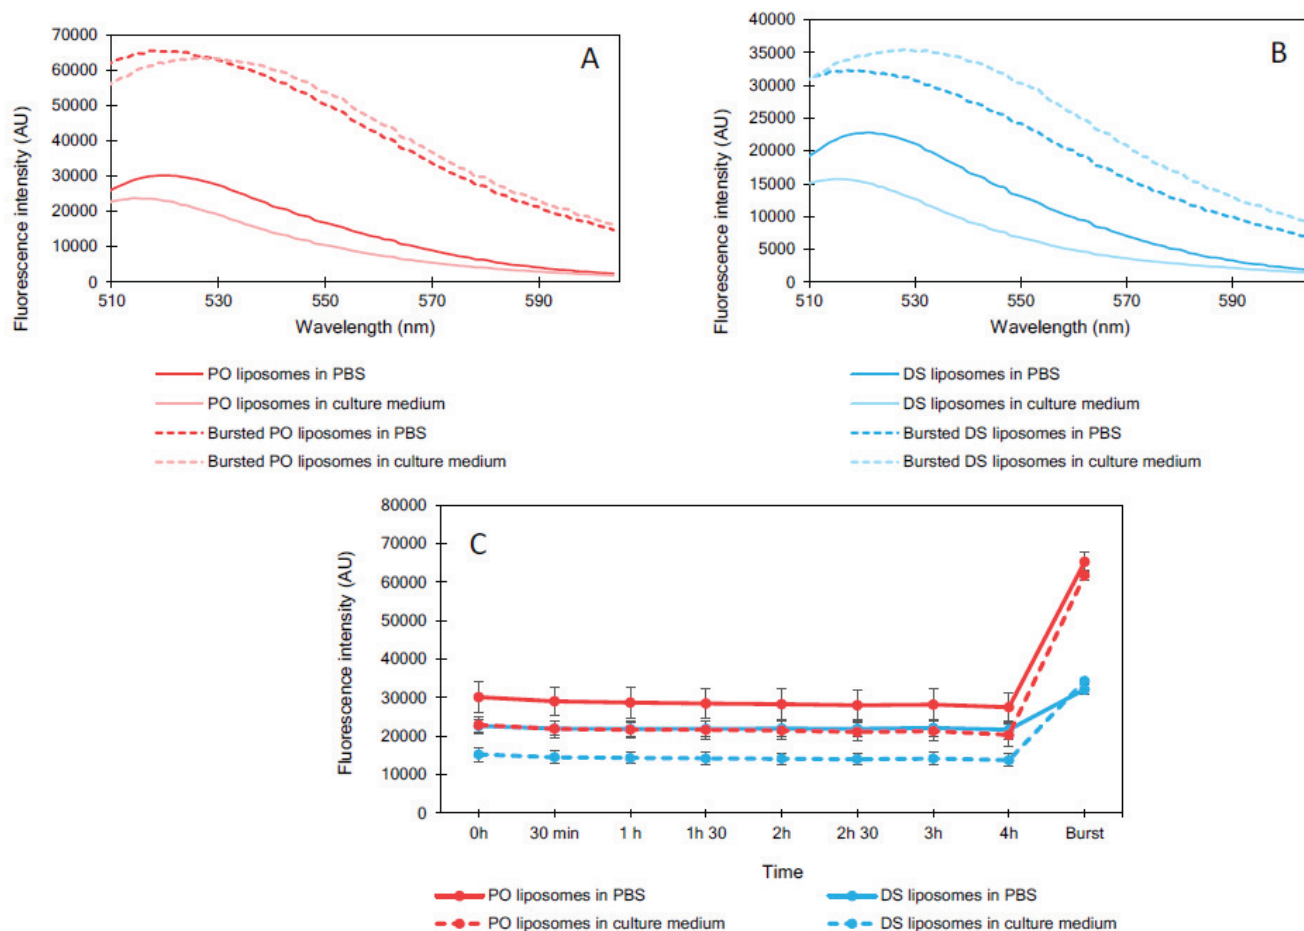 A
Fluorescence intensity (AU)
70000
60000
50000
40000
30000
20000
10000
0
510 530 550 570 590
Wavelength (nm)
PO liposomes in PBS
PO liposomes in culture medium
Bursted PO liposomes in PBS
Bursted PO liposomes in culture medium
B
Fluorescence intensity (AU)
40000
35000
30000
25000
20000
15000
10000
5000
0
510 530 550 570 590
Wavelength (nm)
DS liposomes in PBS
DS liposomes in culture medium
Bursted DS liposomes in PBS
Bursted DS liposomes in culture medium
C
Fluorescence intensity (AU)
80000
70000
60000
50000
40000
30000
20000
10000
0
0h 30 min 1 h 1h 30 2h 2h 30 3h 4h Burst
Time
PO liposomes in PBS DS liposomes in PBS
PO liposomes in culture medium DS liposomes in culture medium